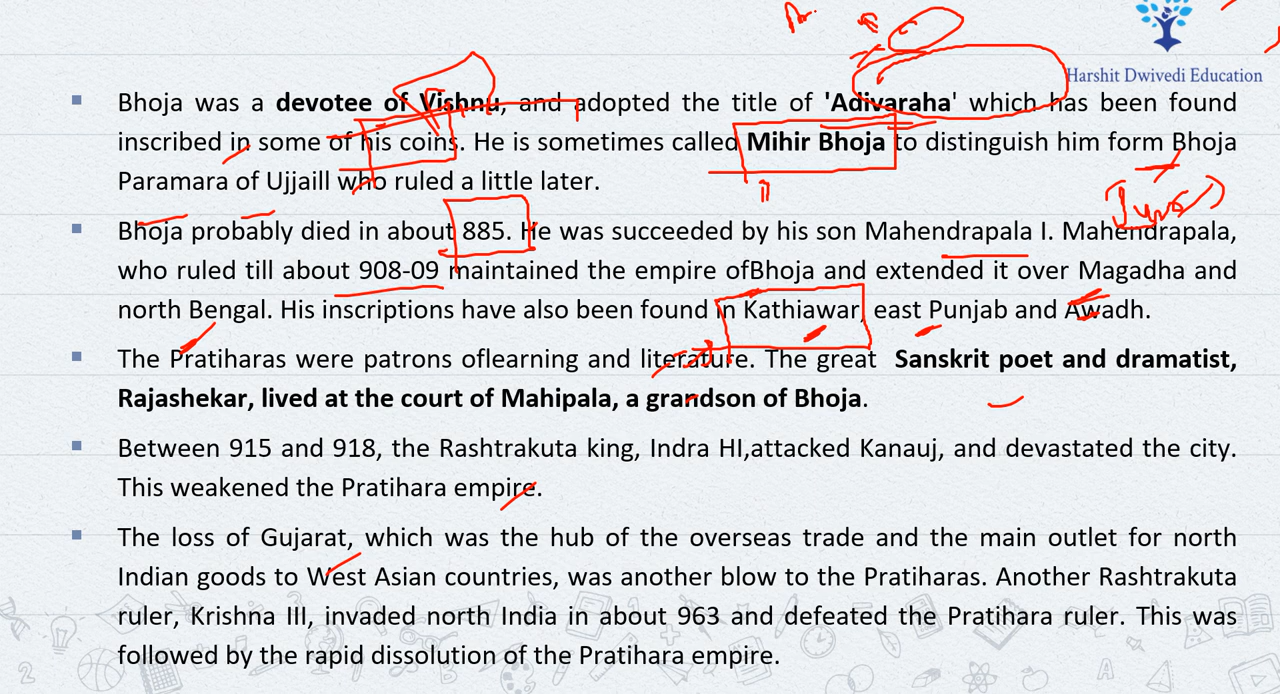 Harshit Dwivedi Education
Bhoja was a devotee of Vishnu, and adopted the title of 'Adivaraha' which has been found
inscribed in some of his coins. He is sometimes called Mihir Bhoja to distinguish him form Bhoja
Paramara of Ujjaill who ruled a little later.
Bhoja probably died in about 885. He was succeeded by his son Mahendrapala I. Mahendrapala,
who ruled till about 908-09 maintained the empire ofBhoja and extended it over Magadha and
north Bengal. His inscriptions have also been found in Kathiawar, east Punjab and Awadh.
The Pratiharas were patrons oflearning and literature. The great Sanskrit poet and dramatist,
Rajashekar, lived at the court of Mahipala, a grandson of Bhoja.
Between 915 and 918, the Rashtrakuta king, Indra HI,attacked Kanauj, and devastated the city.
This weakened the Pratihara empire.
The loss of Gujarat, which was the hub of the overseas trade and the main outlet for north
Indian goods to West Asian countries, was another blow to the Pratiharas. Another Rashtrakuta
ruler, Krishna III, invaded north India in about 963 and defeated the Pratihara ruler. This was
followed by the rapid dissolution of the Pratihara empire.